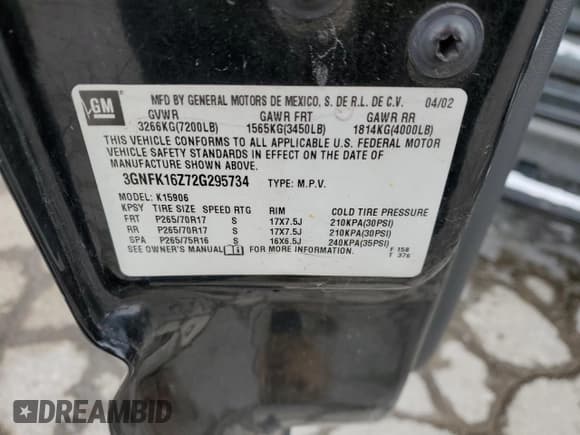 GM
MFD BY GENERAL MOTORS DE MEXICO, S. DE R.L. DE C.V. 04/02
GVWR GAWR FRT GAWR RR
3266KG(7200LB) 1565KG(3450LB) 1814KG(4000LB)
THIS VEHICLE CONFORMS TO ALL APPLICABLE U.S. FEDERAL MOTOR
VEHICLE SAFETY STANDARDS IN EFFECT ON THE DATE OF
MANUFACTURE SHOWN ABOVE.
3GNFK16Z72G295734 TYPE: M.P.V.
MODEL: K15906
KPSY TIRE SIZE SPEED RTG RIM COLD TIRE PRESSURE
FRT P265/70R17 S 17X7.5J 210KPA(30PSI)
RR P265/70R17 S 17X7.5J 210KPA(30PSI)
SPA P265/75R16 S 16X6.5J 240KPA(35PSI)
SEE OWNER'S MANUAL FOR MORE INFORMATION. F 158
T 376
DREAMBID